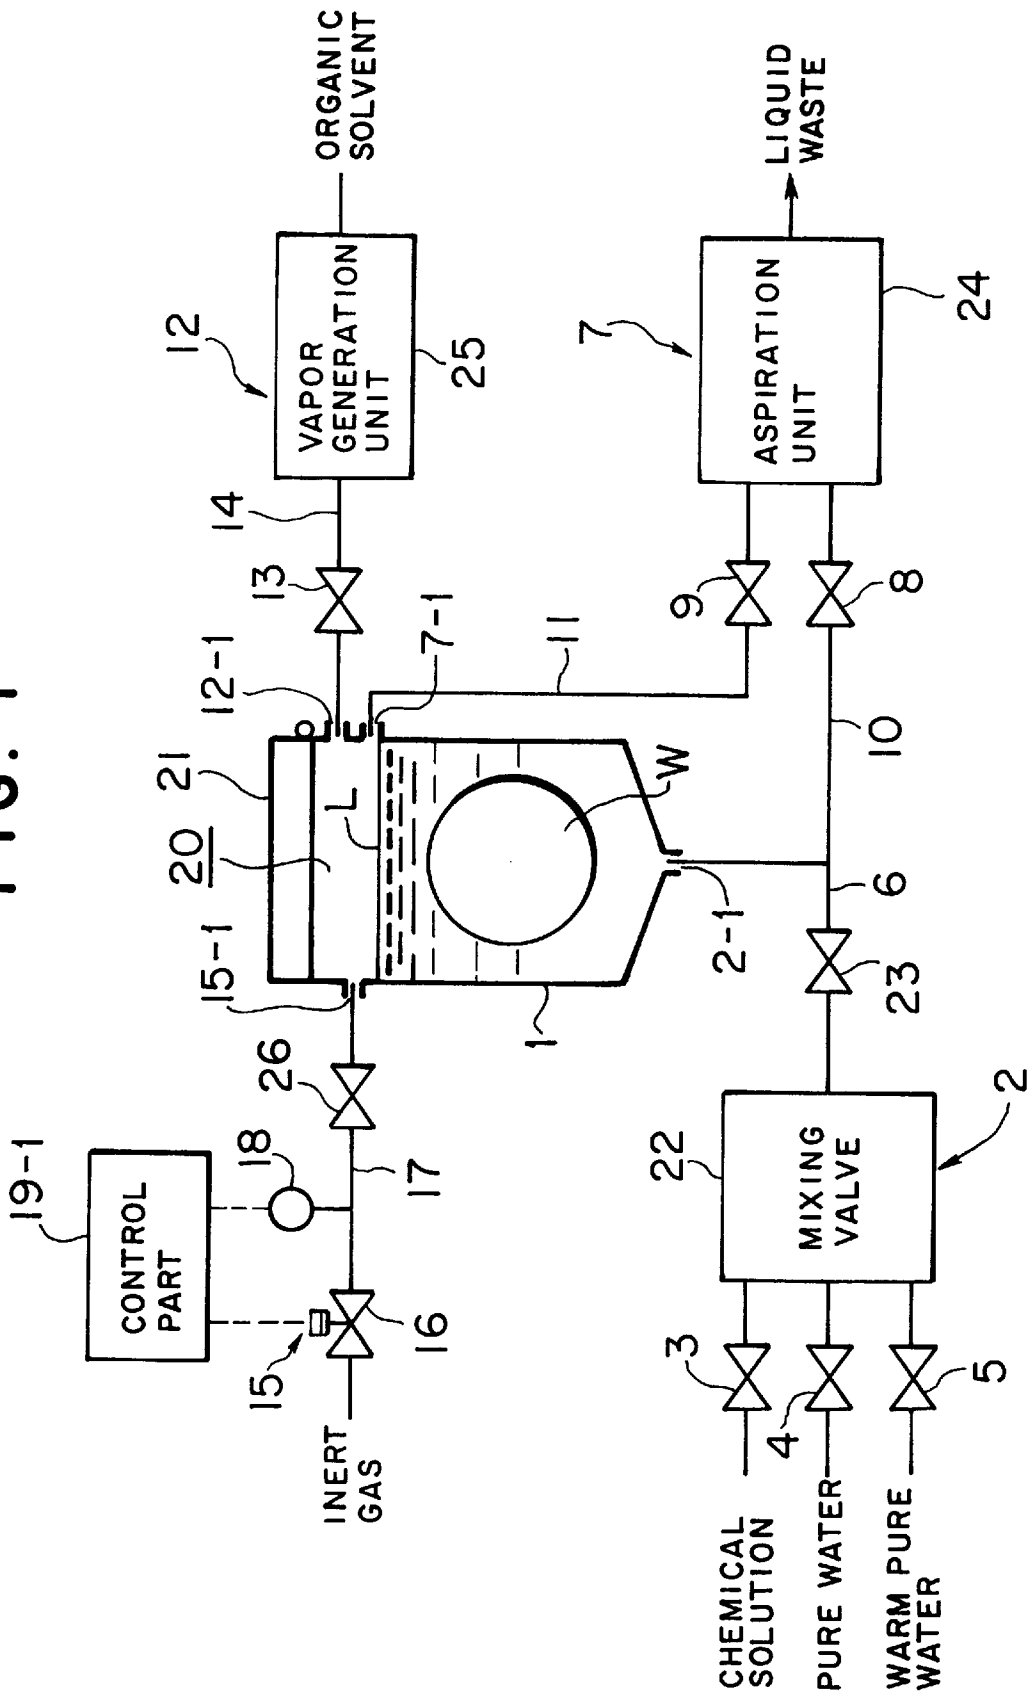 FIG. 1
19-1
CONTROL
PART
15
18
16
17
INERT
GAS
26
15-1
20
21
L
12-1
13
14
12
VAPOR
GENERATION
UNIT
25
ORGANIC
SOLVENT
1
W
2-1
7-1
11
7
ASPIRATION
UNIT
24
LIQUID
WASTE
9
8
10
6
23
22
MIXING
VALVE
2
3
4
5
CHEMICAL
SOLUTION
PURE WATER
WARM PURE
WATER